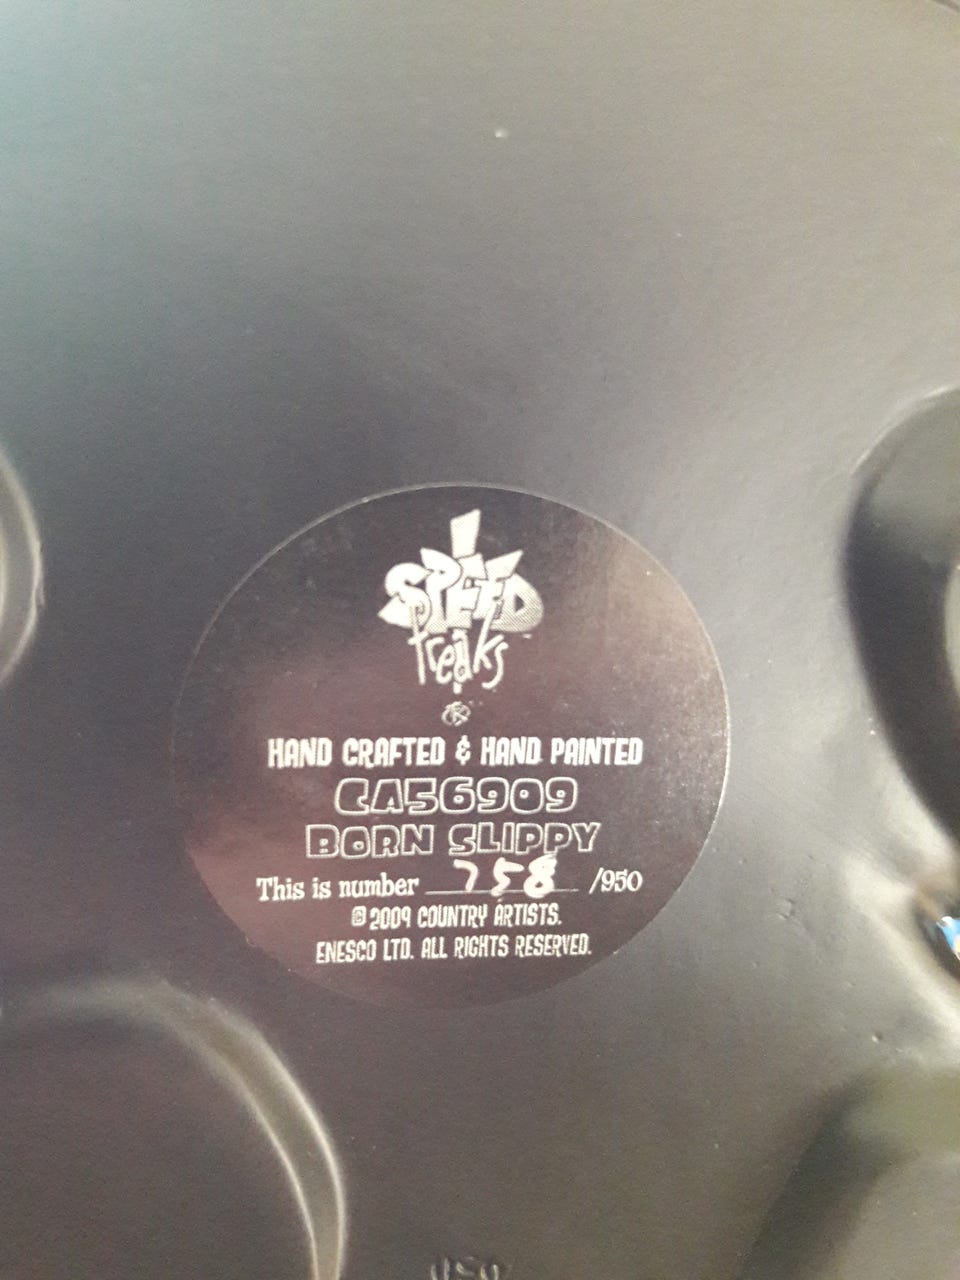 SPEED
freaks
®
HAND CRAFTED & HAND PAINTED
CA56909
BORN SLIPPY
This is number 758 /950
© 2009 COUNTRY ARTISTS.
ENESCO LTD. ALL RIGHTS RESERVED.